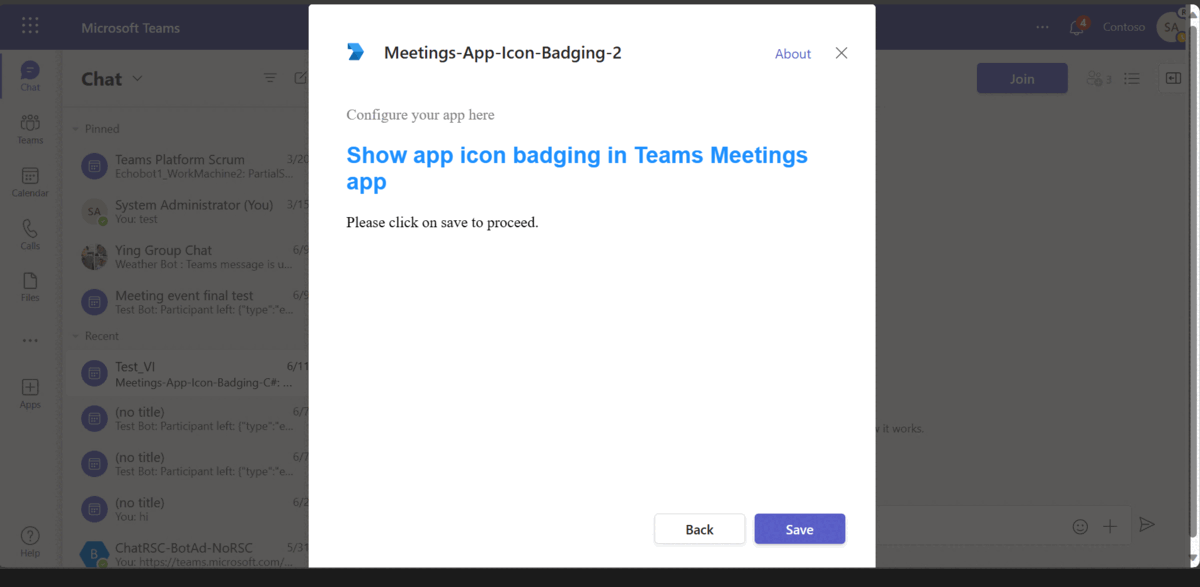 Microsoft Teams
4
Contoso
SA
Chat
Teams
Calendar
Calls
Files
Apps
Help
Chat
Pinned
Teams Platform Scrum 3/20
Echobot1_WorkMachine2: PartialS...
SA
System Administrator (You) 3/15
You: test
Ying Group Chat 6/9
Weather Bot : Teams message is u...
Meeting event final test 6/9
Test Bot: Participant left: {"type":"e...
Recent
Test_VI 6/11
Meetings-App-Icon-Badging-C#: ...
(no title) 6/7
Test Bot: Participant left: {"type":"e...
(no title) 6/7
Test Bot: Participant left: {"type":"e...
(no title) 6/2
You: hi
B
ChatRSC-BotAd-NoRSC 5/31
You: https://teams.microsoft.com/...
Meetings-App-Icon-Badging-2
About
Configure your app here
Show app icon badging in Teams Meetings
app
Please click on save to proceed.
Back
Save
Join
3
it works.